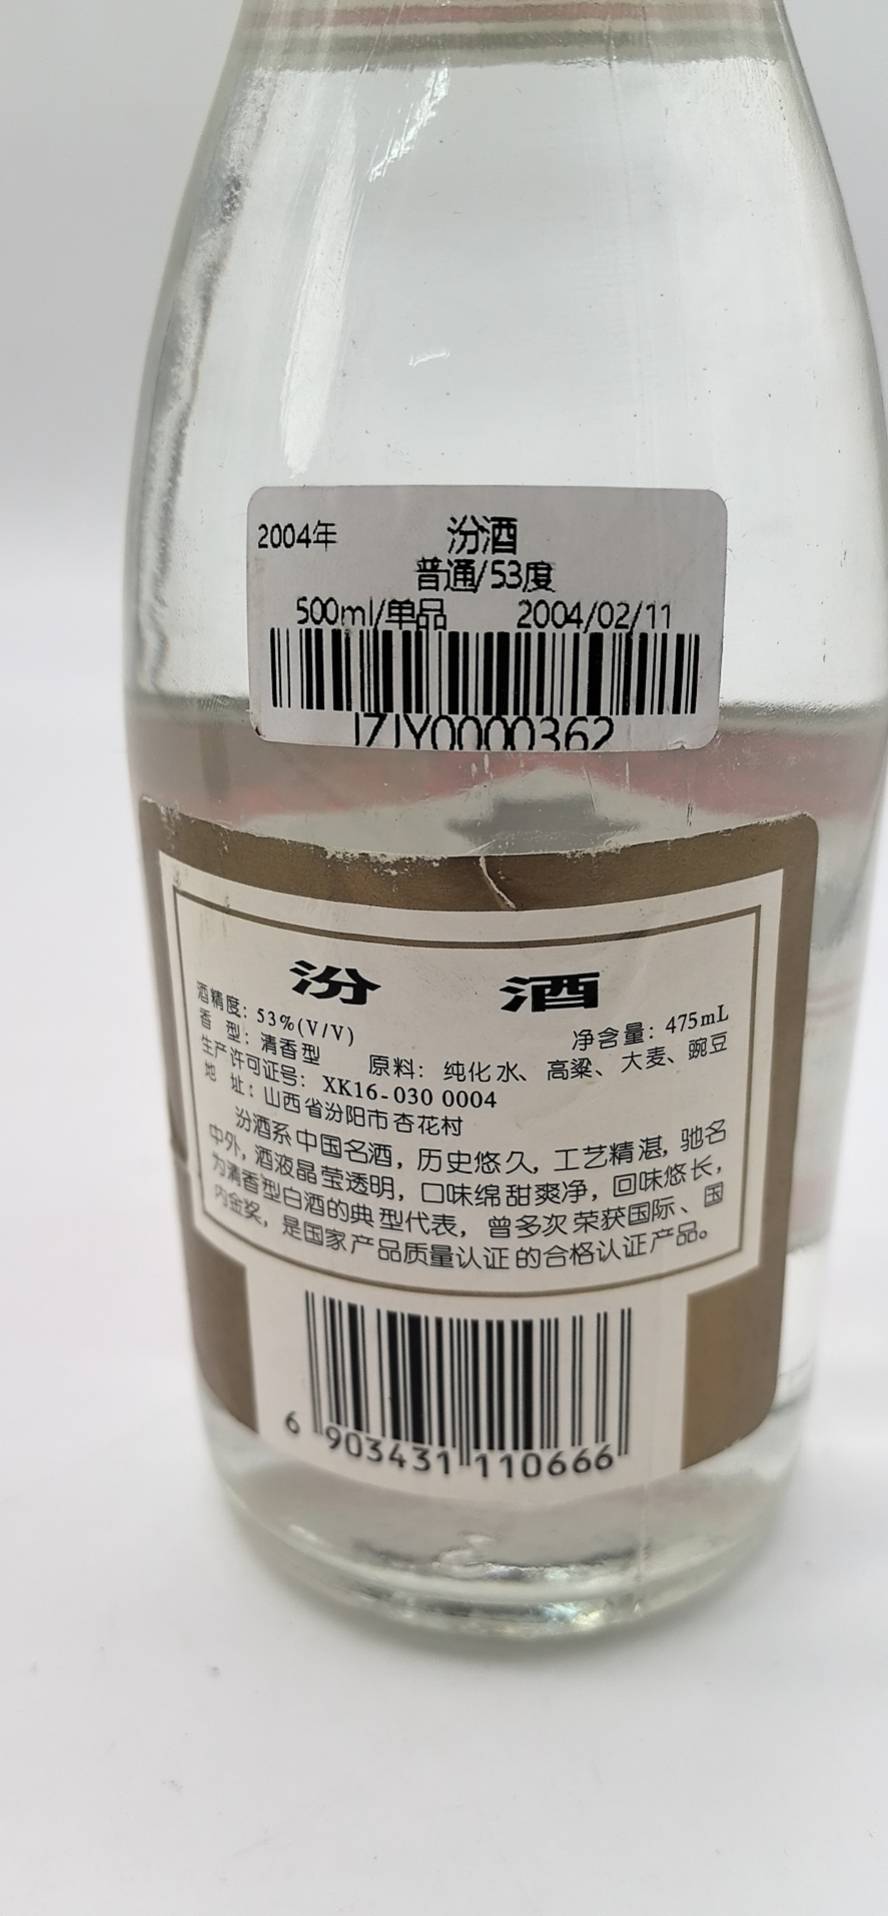 2004年 汾酒
普通/53度
500ml/单品 2004/02/11
JZJY0000362
汾 酒
酒精度：53%(V/V) 净含量：475mL
香 型：清香型 原料：纯化水、高粱、大麦、豌豆
生产许可证号：XK16-030 0004
地 址：山西省汾阳市杏花村
汾酒系中国名酒，历史悠久，工艺精湛，驰名
中外，酒液晶莹透明，口味绵甜爽净，回味悠长，
为清香型白酒的典型代表，曾多次荣获国际、国
内金奖，是国家产品质量认证的合格认证产品。
6 903431 110666